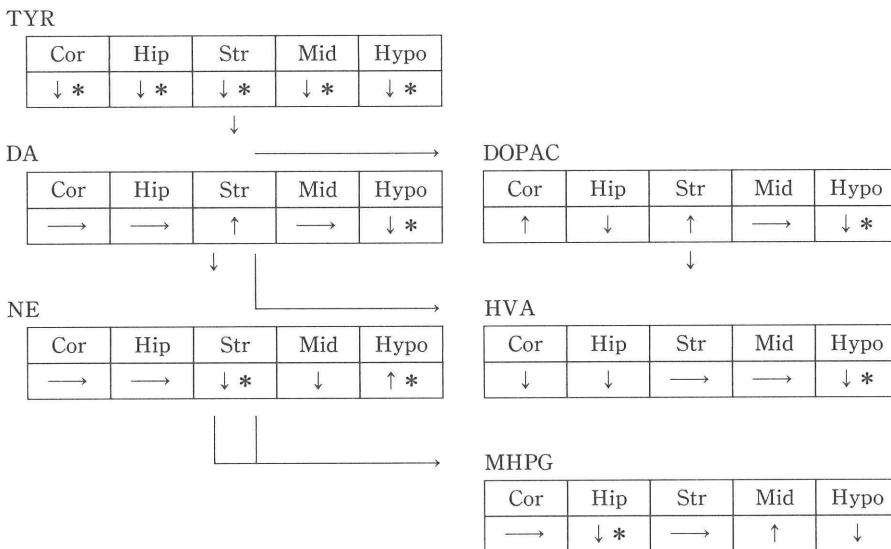 TYR
Cor Hip Str Mid Hypo
↓ * ↓ * ↓ * ↓ * ↓ *
↓
→
DA DOPAC
Cor Hip Str Mid Hypo Cor Hip Str Mid Hypo
→ → ↑ → ↓ * ↑ ↓ ↑ → ↓ *
↓ ↓
→
NE HVA
Cor Hip Str Mid Hypo Cor Hip Str Mid Hypo
→ → ↓ * ↓ ↑ * ↓ ↓ → → ↓ *
→
MHPG
Cor Hip Str Mid Hypo
→ ↓ * → ↑ ↓